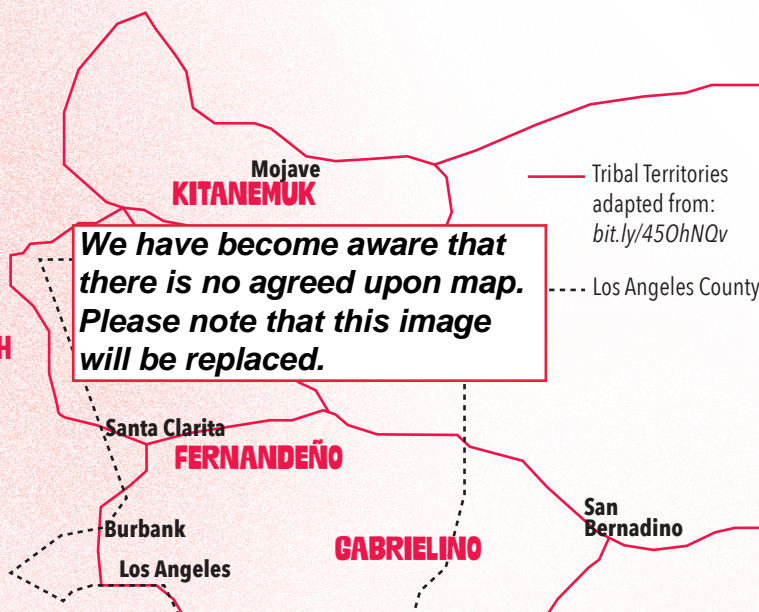 Mojave
KITANEMUK
Tribal Territories
adapted from:
bit.ly/45OhNQv
We have become aware that
there is no agreed upon map.
Please note that this image
will be replaced.
Los Angeles County
H
Santa Clarita
FERNANDEÑO
San
Bernadino
Burbank
GABRIELINO
Los Angeles